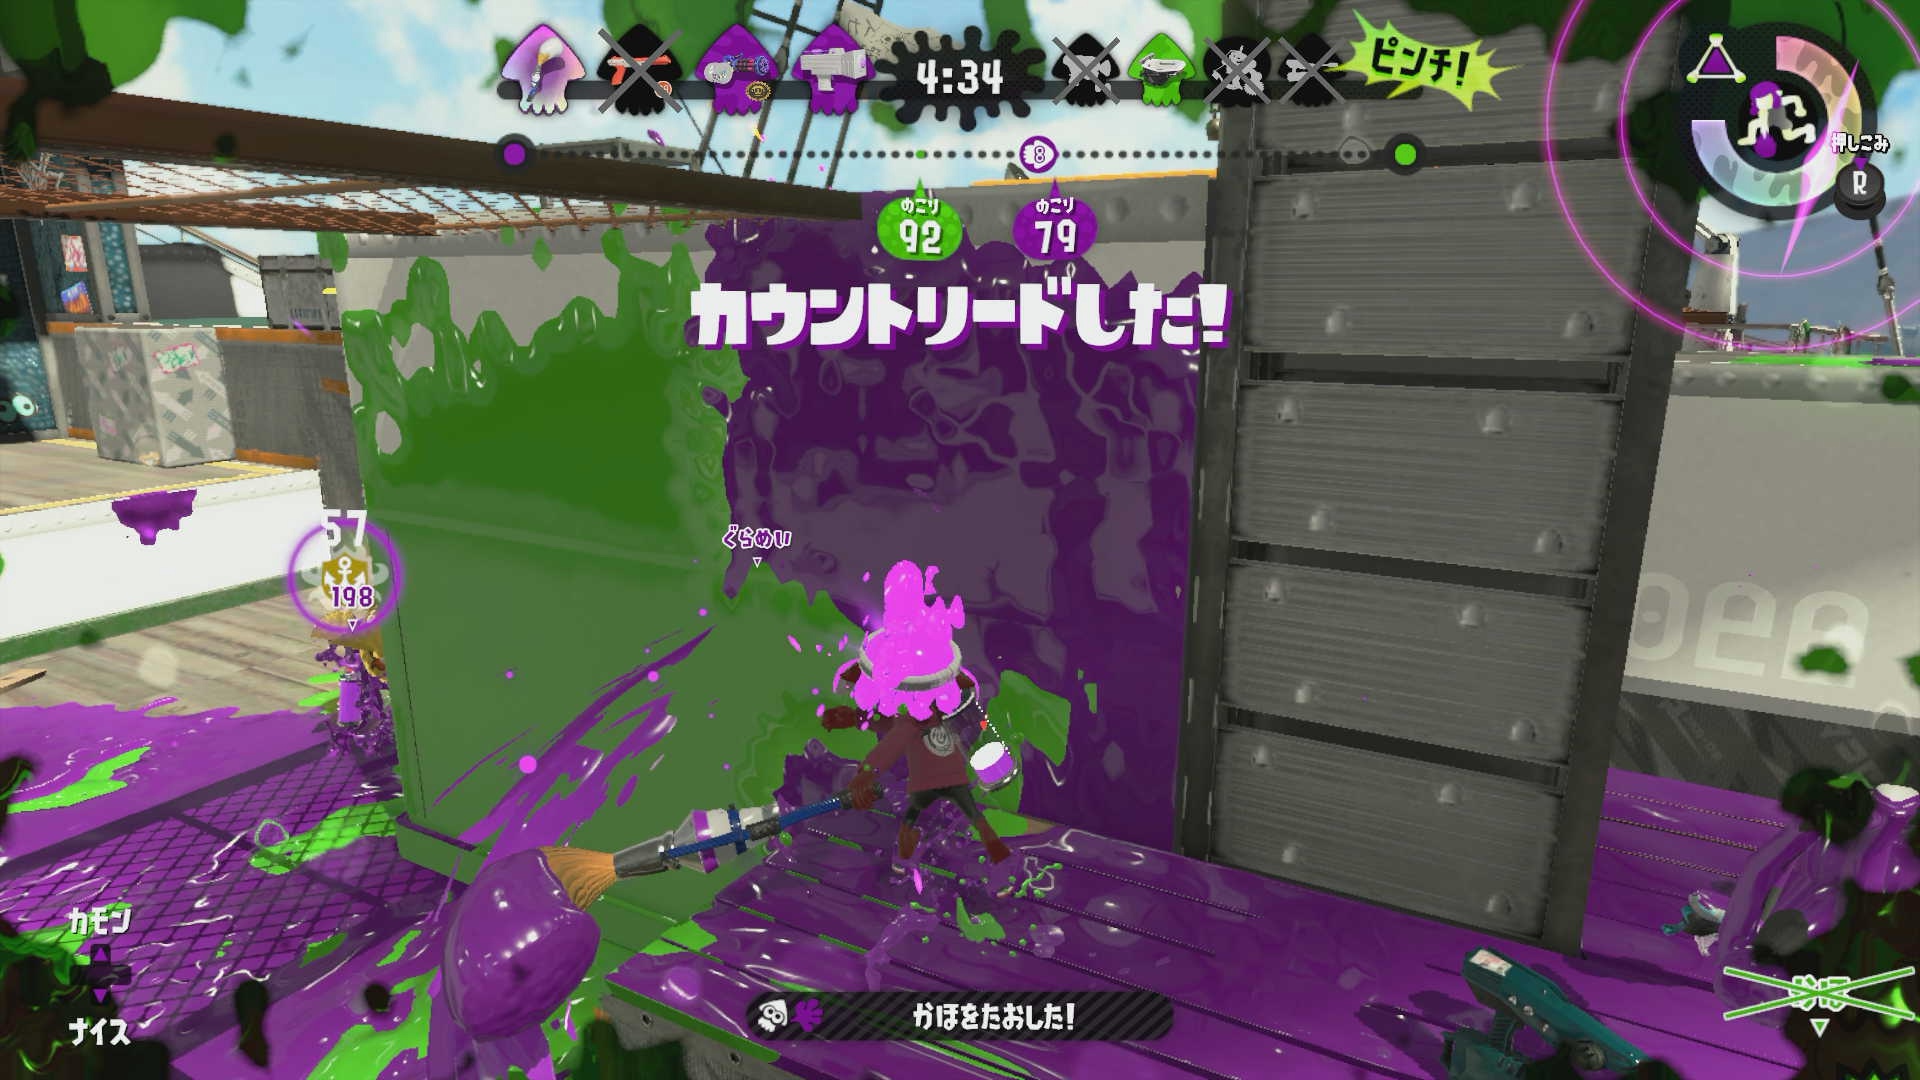 4:34
ピンチ!
押しこみ
R
8
のこり
92
のこり
79
カウントリードした!
57
198
ぐらめい
カモン
ナイス
かほをたおした!
かほ